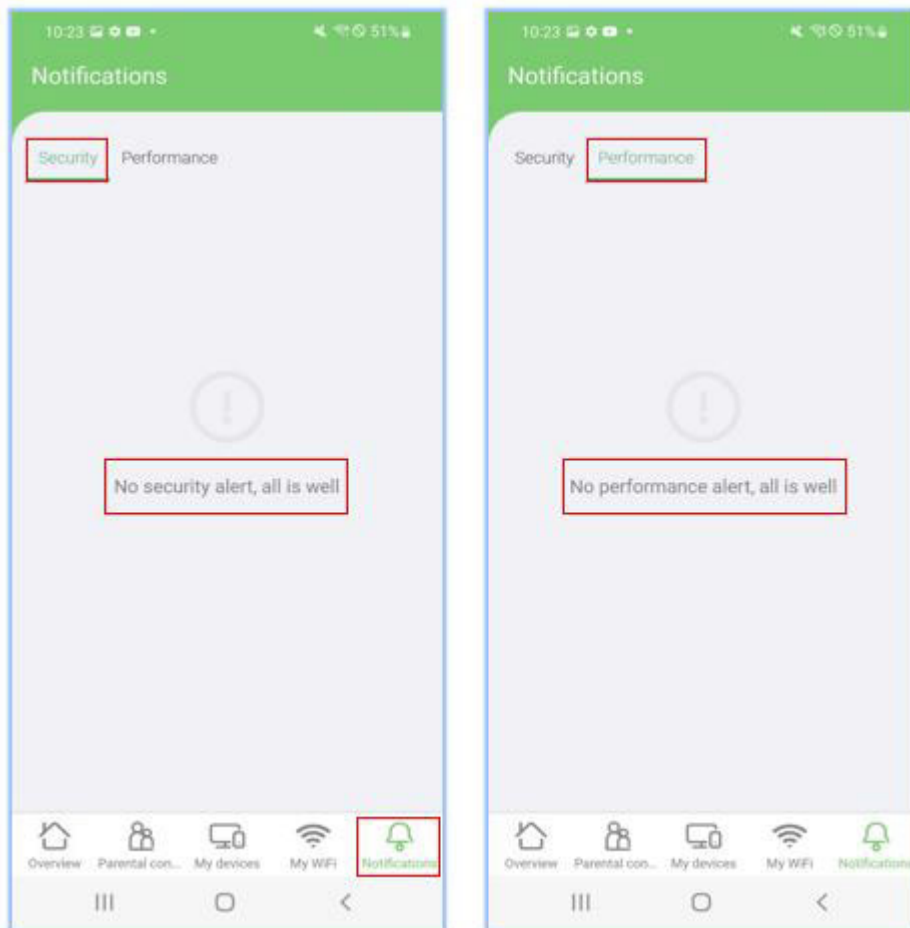 10:23 51%
Notifications
Security Performance
No security alert, all is well
Overview Parental con... My devices My WiFi Notifications
10:23 51%
Notifications
Security Performance
No performance alert, all is well
Overview Parental con... My devices My WiFi Notifications